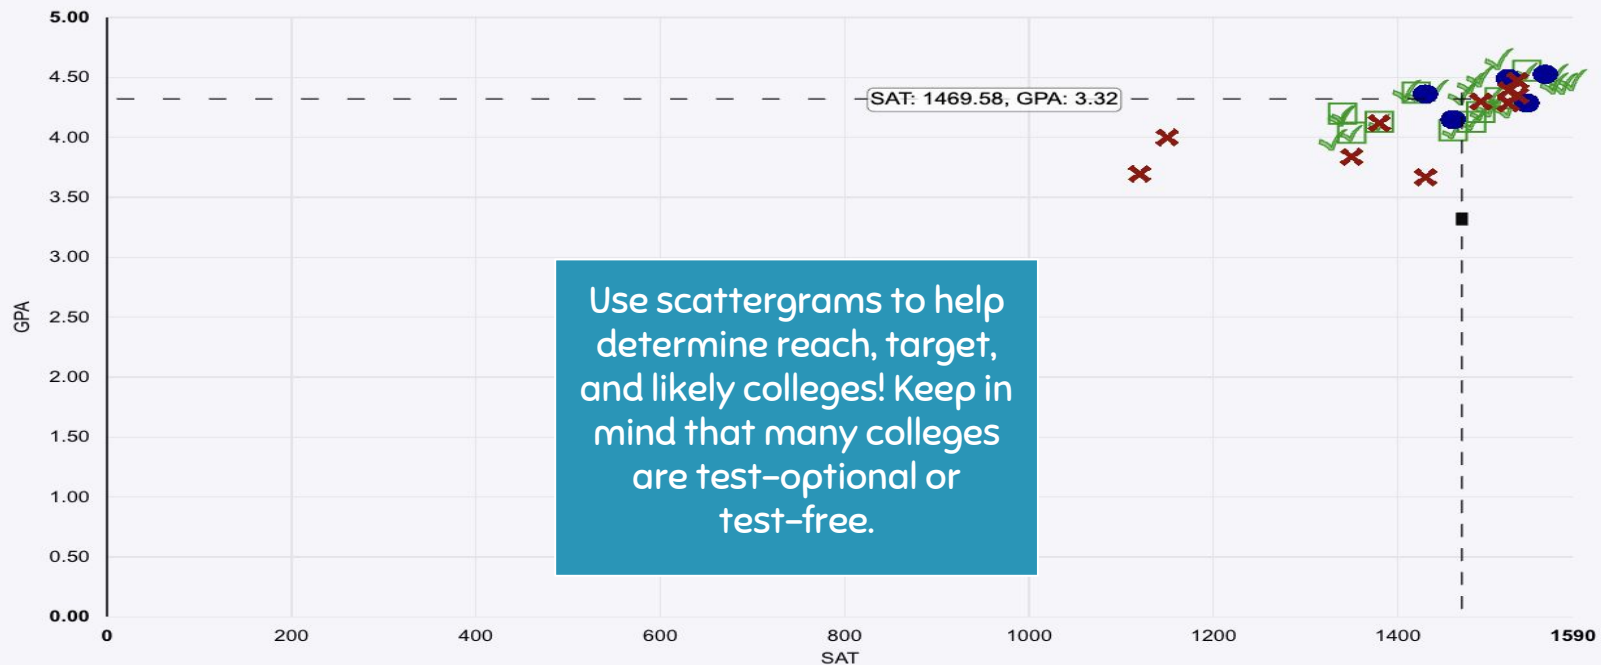 5.00
4.50
SAT: 1469.58, GPA: 3.32
4.00
3.50
3.00
GPA
2.50
2.00
1.50
1.00
0.50
0.00
Use scattergrams to help
determine reach, target,
and likely colleges! Keep in
mind that many colleges
are test-optional or
test-free.
0 200 400 600 800 1000 1200 1400 1590
SAT